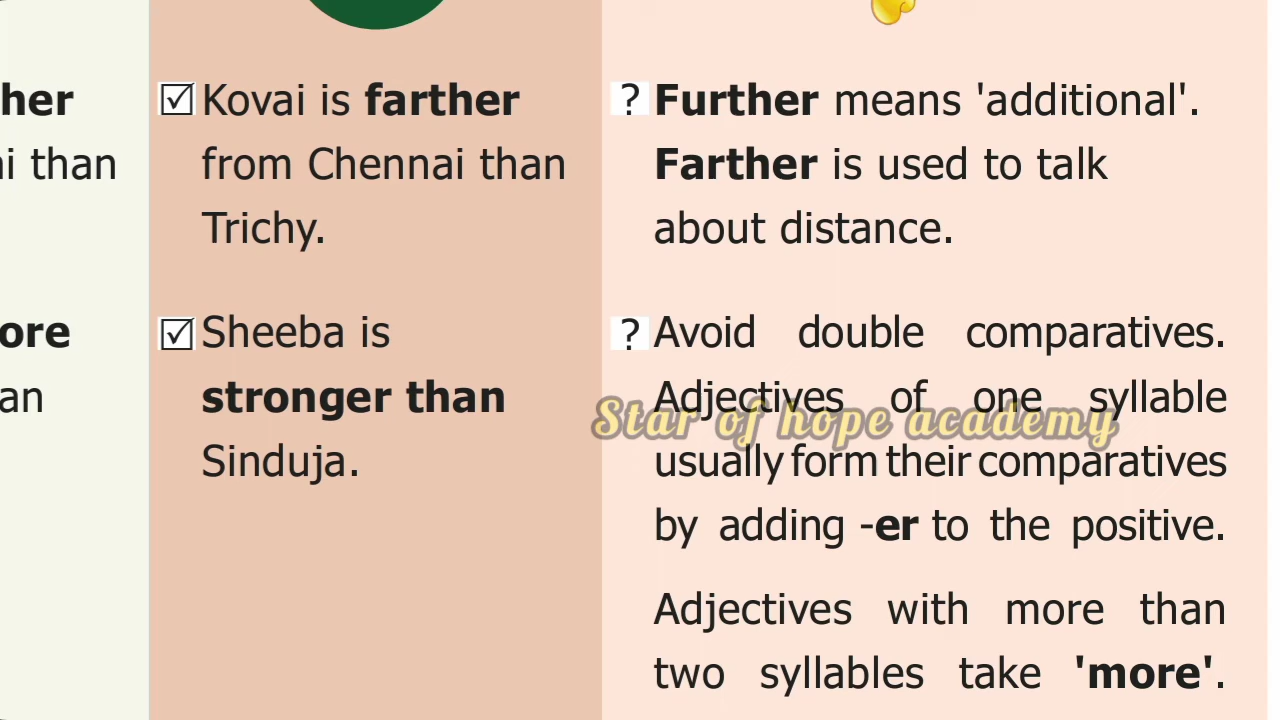 her
i than
ore
an
☑ Kovai is farther
from Chennai than
Trichy.
☑ Sheeba is
stronger than
Sinduja.
? Further means 'additional'.
Farther is used to talk
about distance.
? Avoid double comparatives.
Adjectives of one syllable
usually form their comparatives
by adding -er to the positive.
Adjectives with more than
two syllables take 'more'.
Star of hope academy